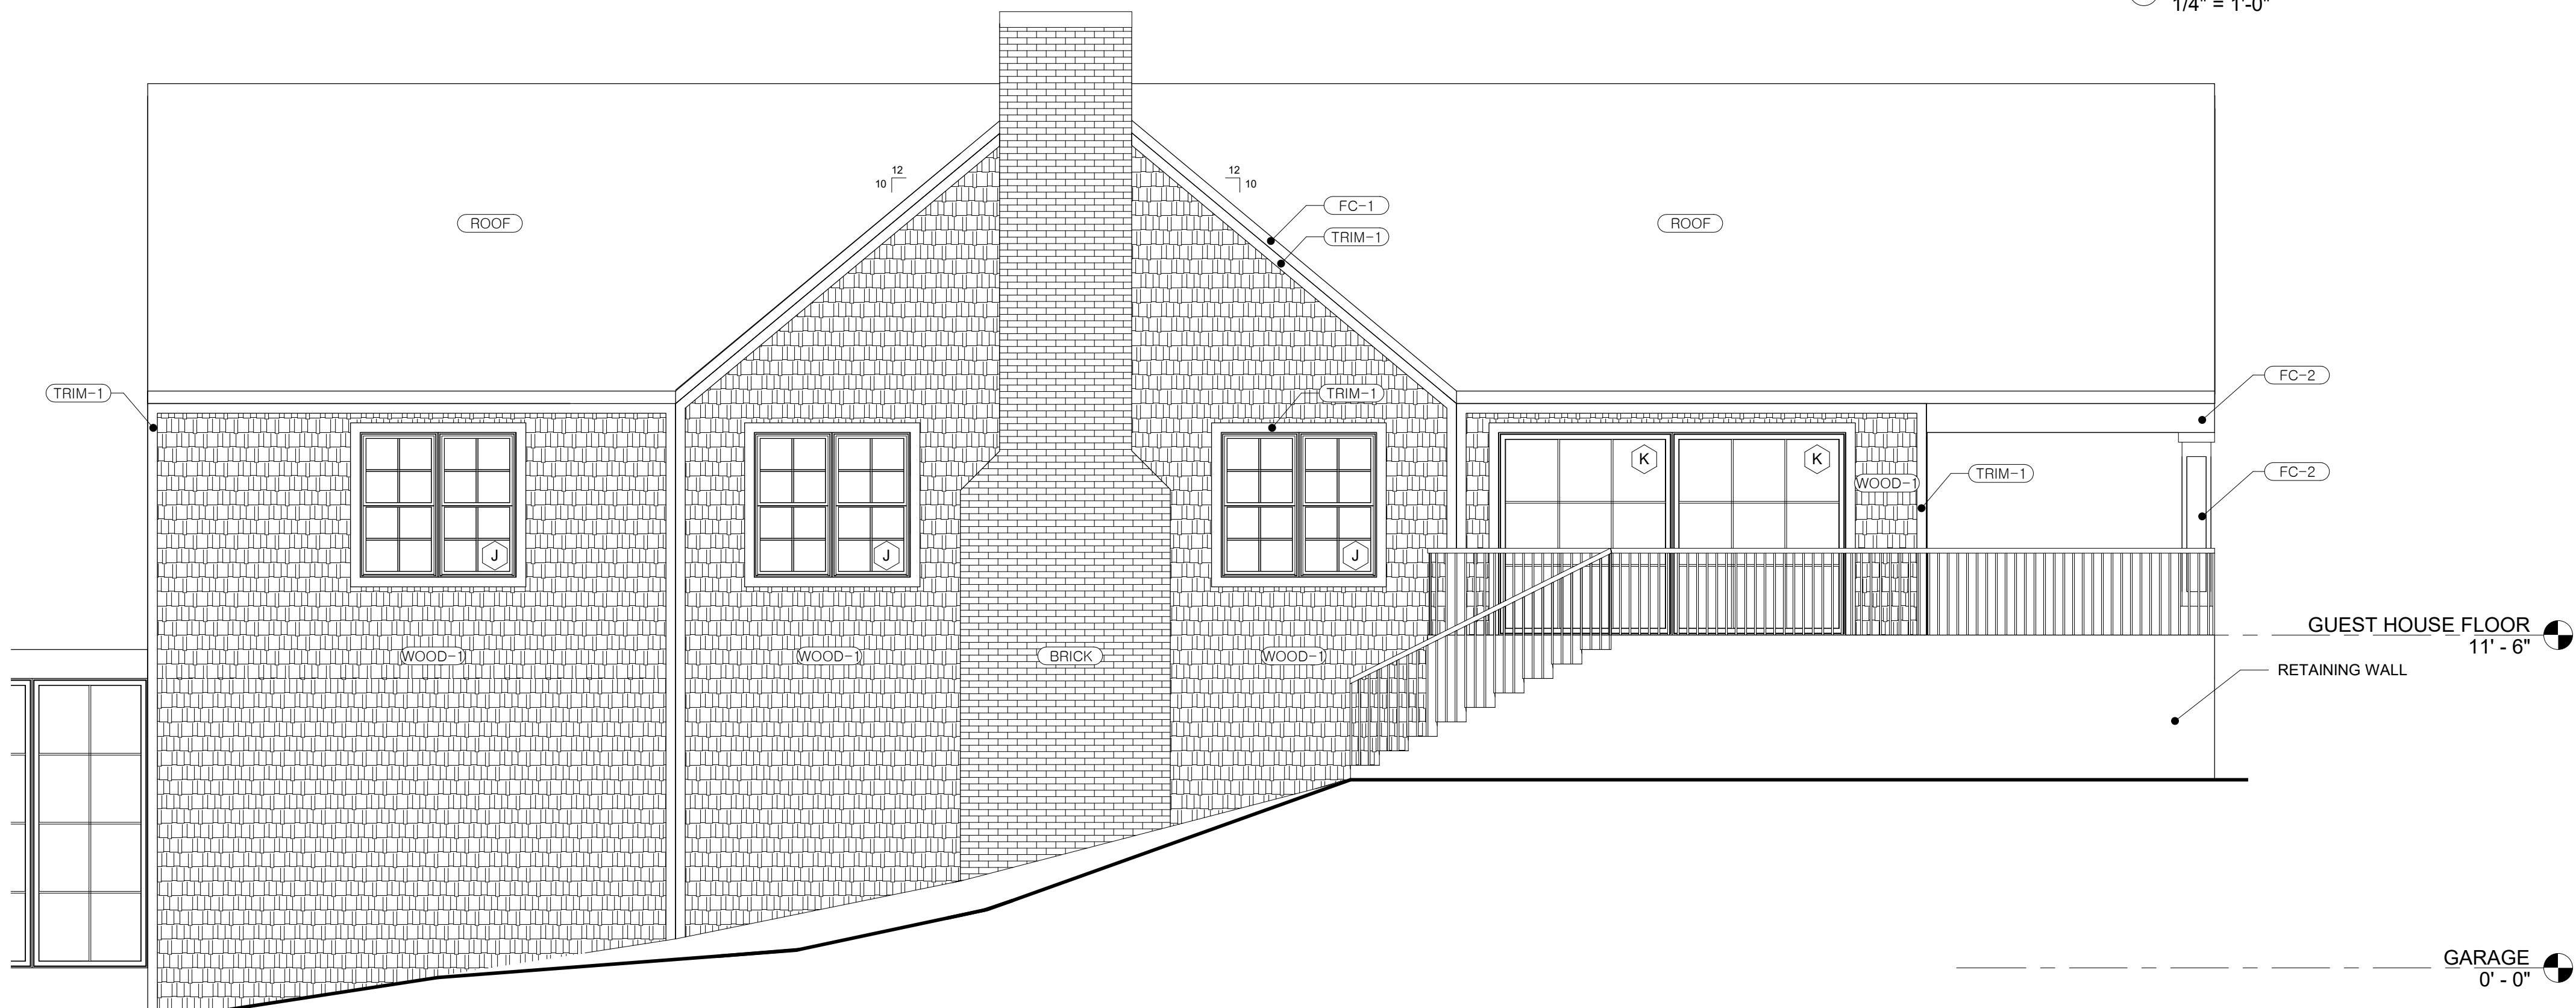 1/4" = 1'-0"
12
10
12
10
FC-1
ROOF
ROOF
TRIM-1
FC-2
TRIM-1
TRIM-1
K
K
FC-2
TRIM-1
WOOD-1
J
J
J
GUEST HOUSE FLOOR
11' - 6"
WOOD-1
WOOD-1
BRICK
WOOD-1
RETAINING WALL
GARAGE
0' - 0"